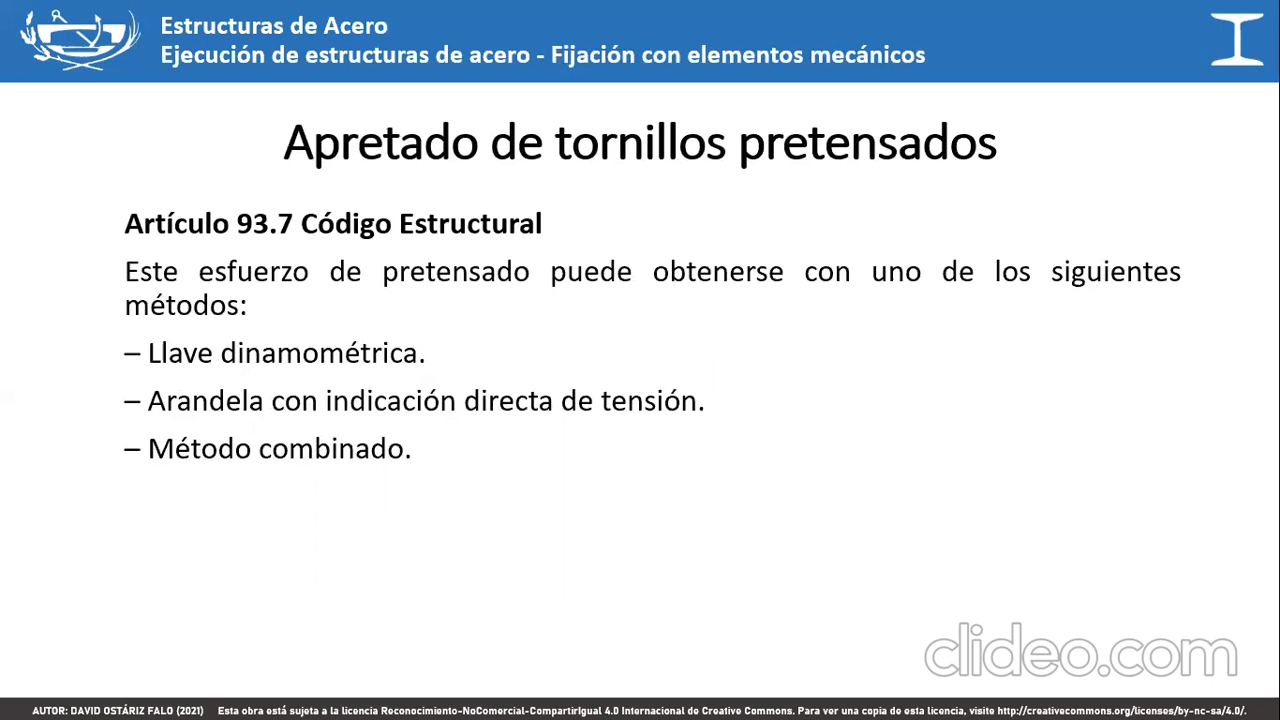 Estructuras de Acero
Ejecución de estructuras de acero - Fijación con elementos mecánicos
Apretado de tornillos pretensados
Artículo 93.7 Código Estructural
Este esfuerzo de pretensado puede obtenerse con uno de los siguientes
métodos:
– Llave dinamométrica.
– Arandela con indicación directa de tensión.
– Método combinado.
clideo.com
AUTOR: DAVID OSTÁRIZ FALO (2021) Esta obra está sujeta a la licencia Reconocimiento-NoComercial-CompartirIgual 4.0 Internacional de Creative Commons. Para ver una copia de esta licencia, visite http://creativecommons.org/licenses/by-nc-sa/4.0/.